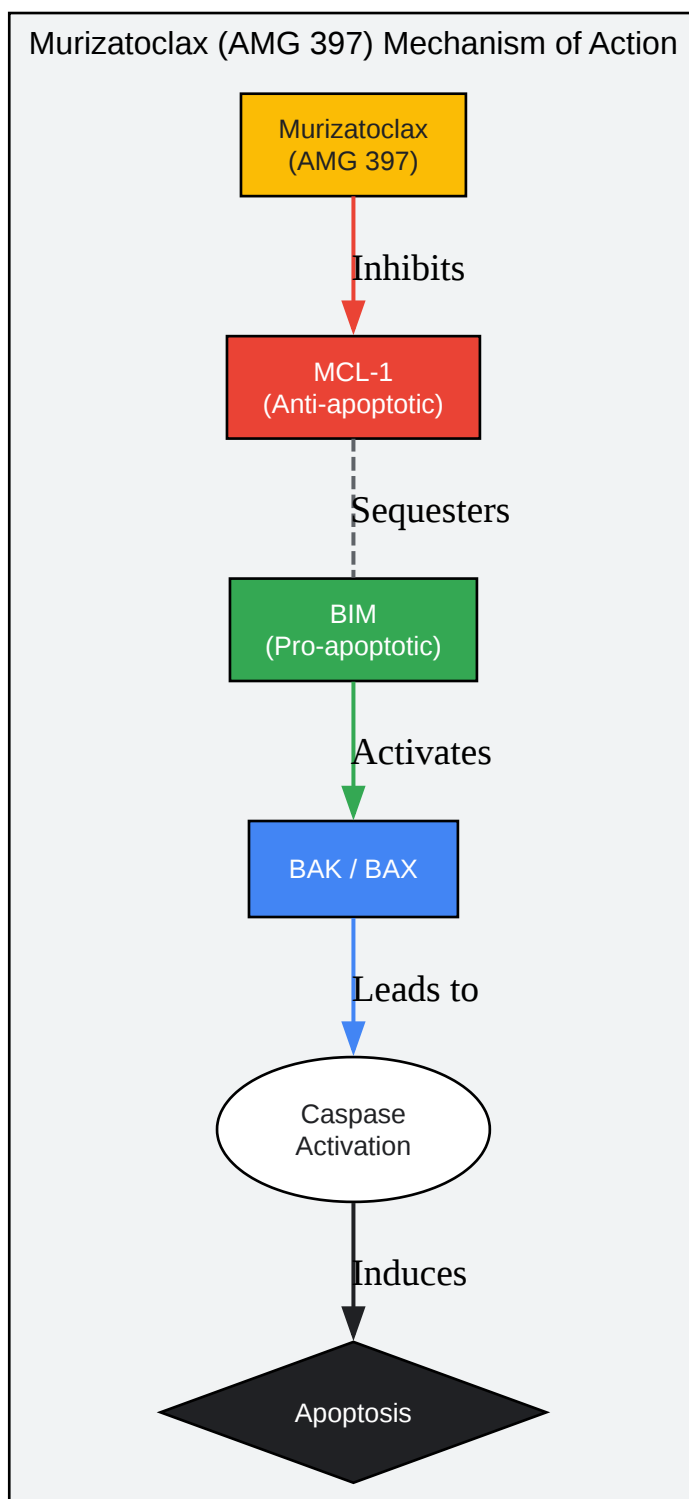 Murizatoclax (AMG 397) Mechanism of Action
Murizatoclax
(AMG 397)
Inhibits
MCL-1
(Anti-apoptotic)
Sequesters
BIM
(Pro-apoptotic)
Activates
BAK / BAX
Leads to
Caspase
Activation
Induces
Apoptosis